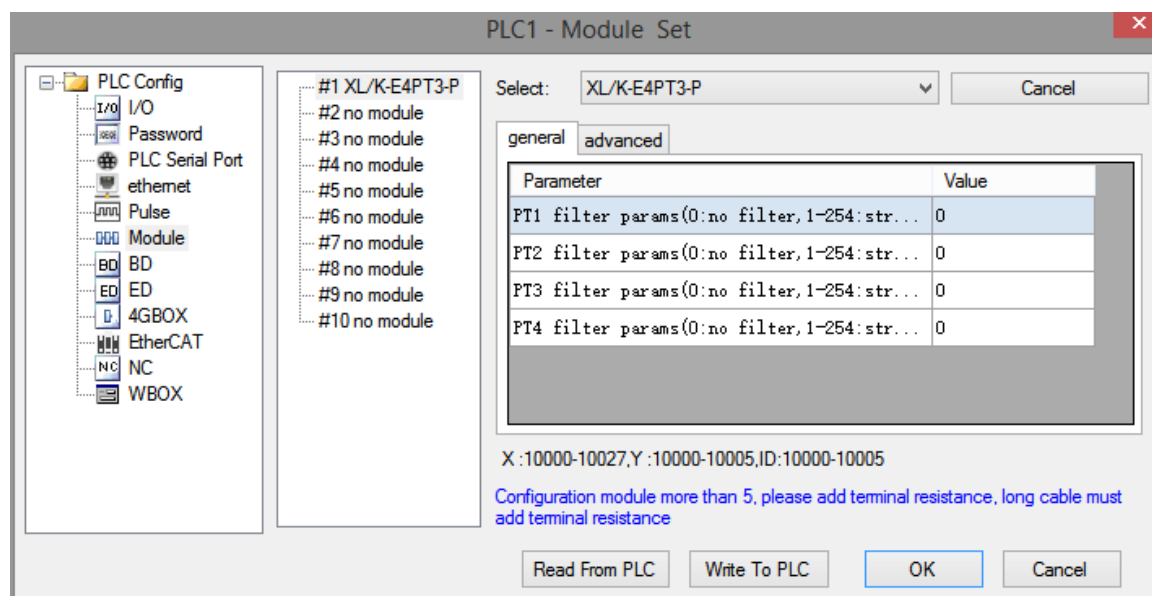 PLC1 - Module Set
PLC Config
I/O
Password
PLC Serial Port
ethernet
Pulse
Module
BD
ED
4GBOX
EtherCAT
NC
WBOX
#1 XL/K-E4PT3-P
#2 no module
#3 no module
#4 no module
#5 no module
#6 no module
#7 no module
#8 no module
#9 no module
#10 no module
Select: XL/K-E4PT3-P Cancel
general advanced
Parameter Value
PT1 filter params(0:no filter,1-254:str... 0
PT2 filter params(0:no filter,1-254:str... 0
PT3 filter params(0:no filter,1-254:str... 0
PT4 filter params(0:no filter,1-254:str... 0
X :10000-10027,Y :10000-10005,ID:10000-10005
Configuration module more than 5, please add terminal resistance, long cable must
add terminal resistance
Read From PLC Write To PLC OK Cancel